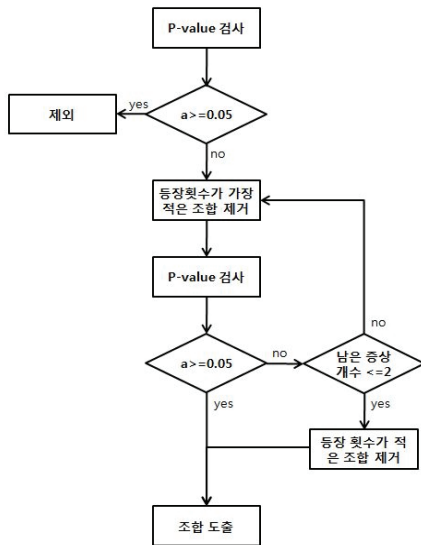 P-value 검사
yes
제외
a>=0.05
no
등장횟수가 가장
적은 조합 제거
P-value 검사
no
a>=0.05
no
남은 증상
개수 <=2
yes
yes
등장 횟수가 적
은 조합 제거
조합 도출